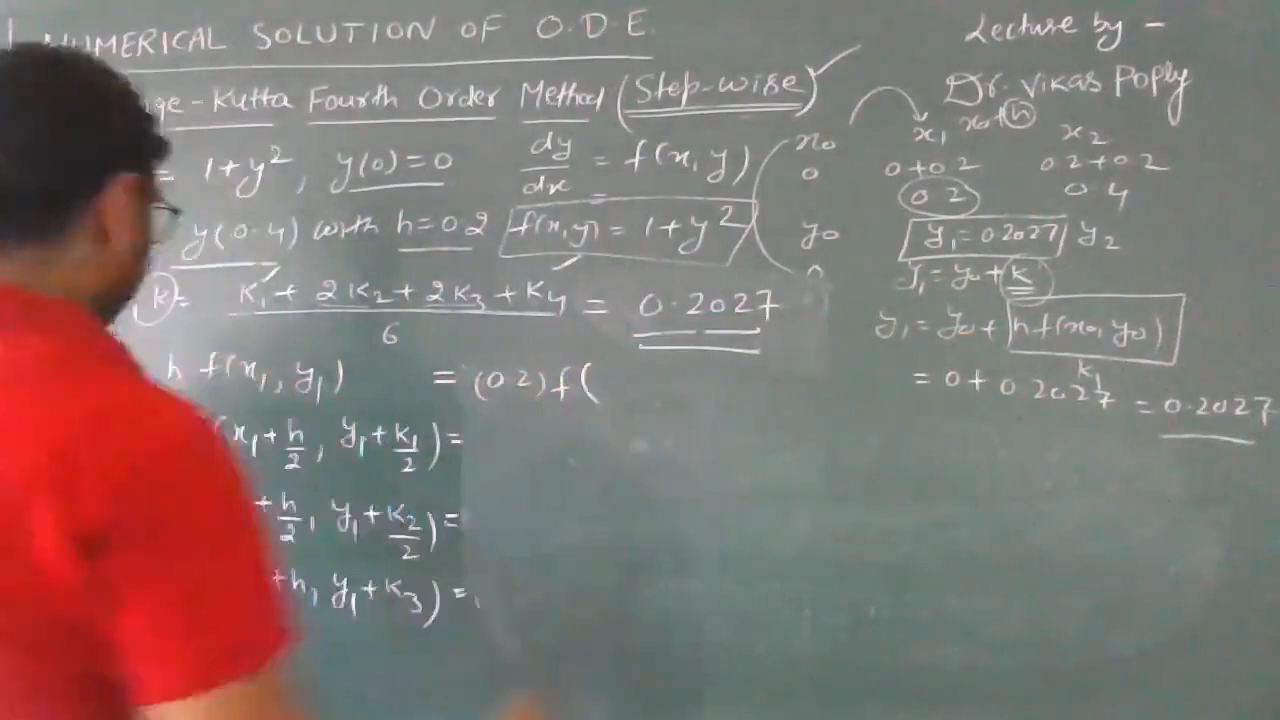 NUMERICAL SOLUTION OF O.D.E.
Lecture by -
Dr. Vikas Poply
-Kutta Fourth Order Method (Step-wise)
= 1+y², y(0)=0 dy/dx = f(x,y)
y(0.4) with h=0.2 f(x,y) = 1+y²
k = (K₁ + 2K₂ + 2K₃ + K₄)/6 = 0.2027
h f(x₁, y₁) = (0.2) f(
x₁+h/2, y₁+K₁/2) =
+h/2, y₁+K₂/2) =
+h, y₁+K₃) =
x₀ x₁ x₀+h x₂
0 0+0.2 0.2+0.2
0.2 0.4
y₀ y₁=0.2027 y₂
0 y₁=y₀+k
y₁ = y₀+ hf(x₀, y₀)
k₁
= 0+ 0.2027 = 0.2027